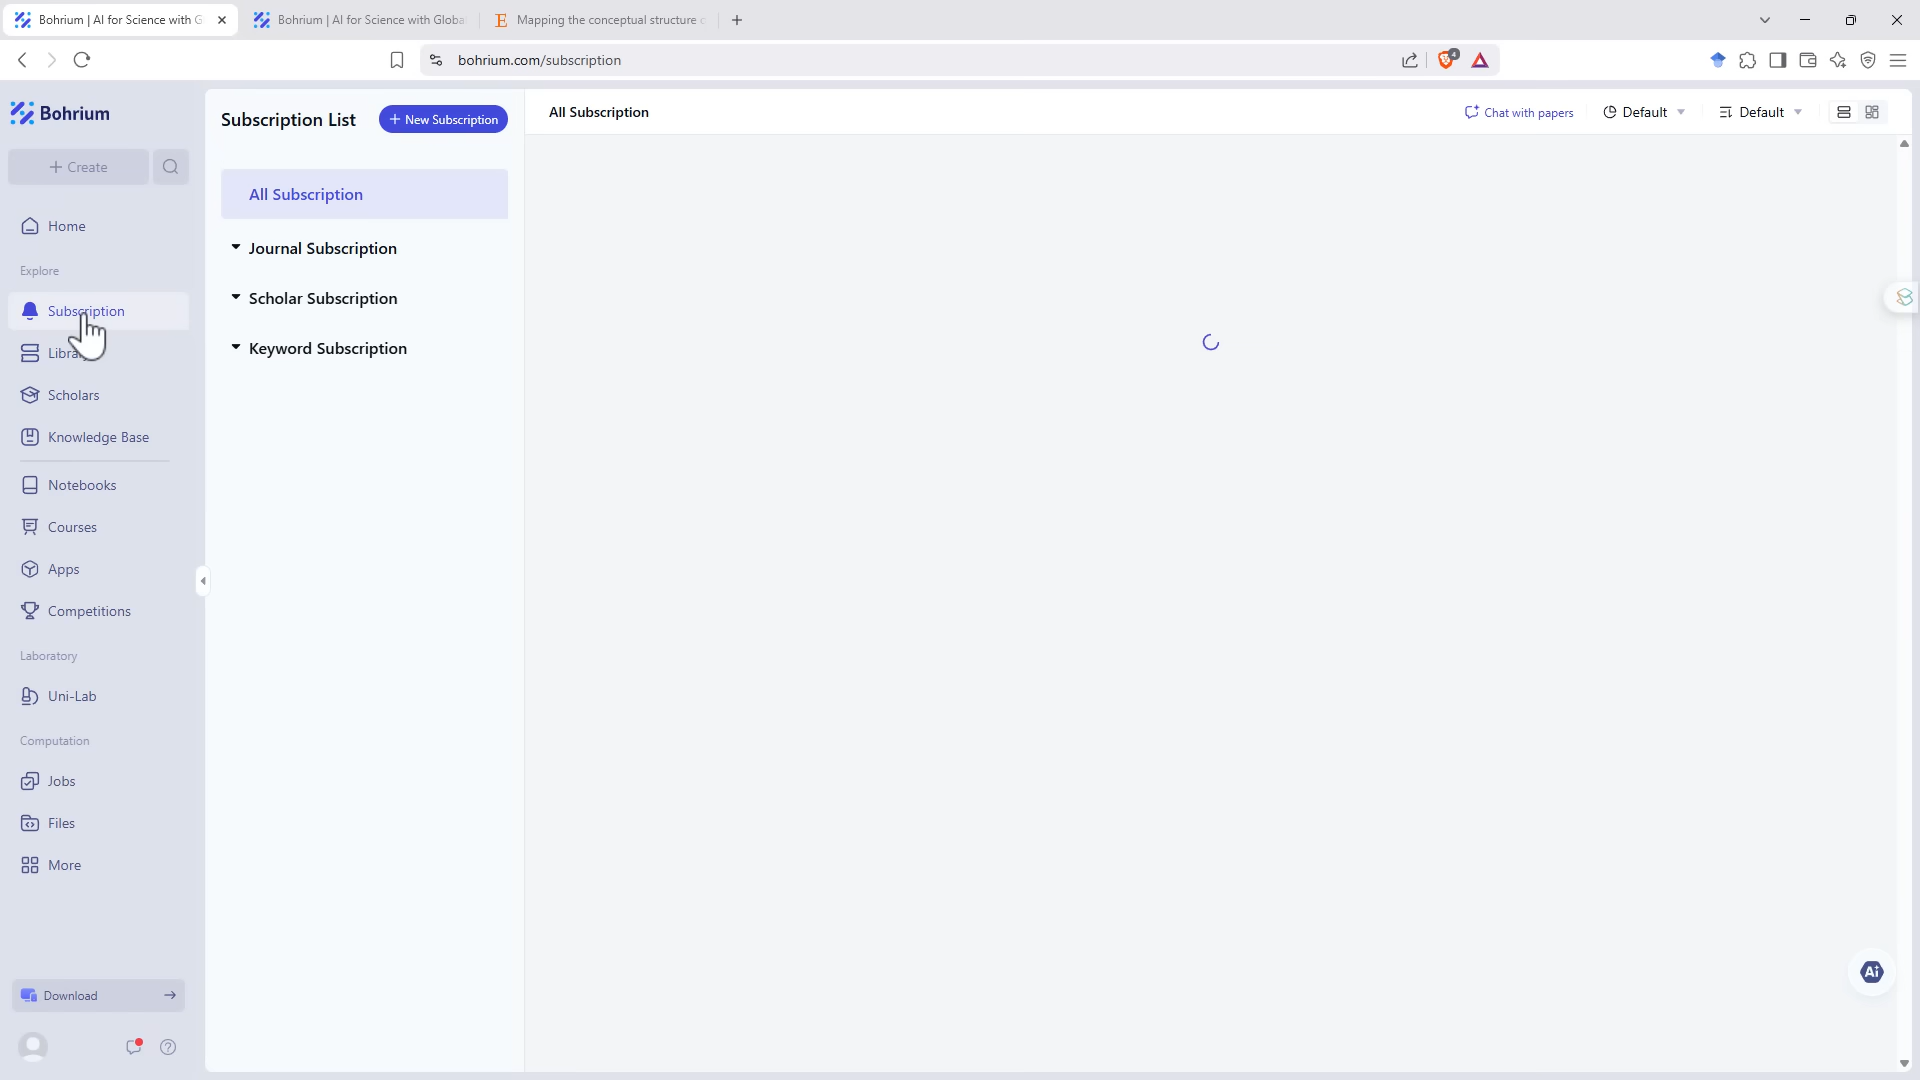 Bohrium | AI for Science with G
Bohrium | AI for Science with Globa
Mapping the conceptual structure c
bohrium.com/subscription
4
Bohrium
+ Create
Home
Explore
Subscription
Library
Scholars
Knowledge Base
Notebooks
Courses
Apps
Competitions
Laboratory
Uni-Lab
Computation
Jobs
Files
More
Download
Subscription List
+ New Subscription
All Subscription
Journal Subscription
Scholar Subscription
Keyword Subscription
All Subscription
Chat with papers
Default
Default
Ai